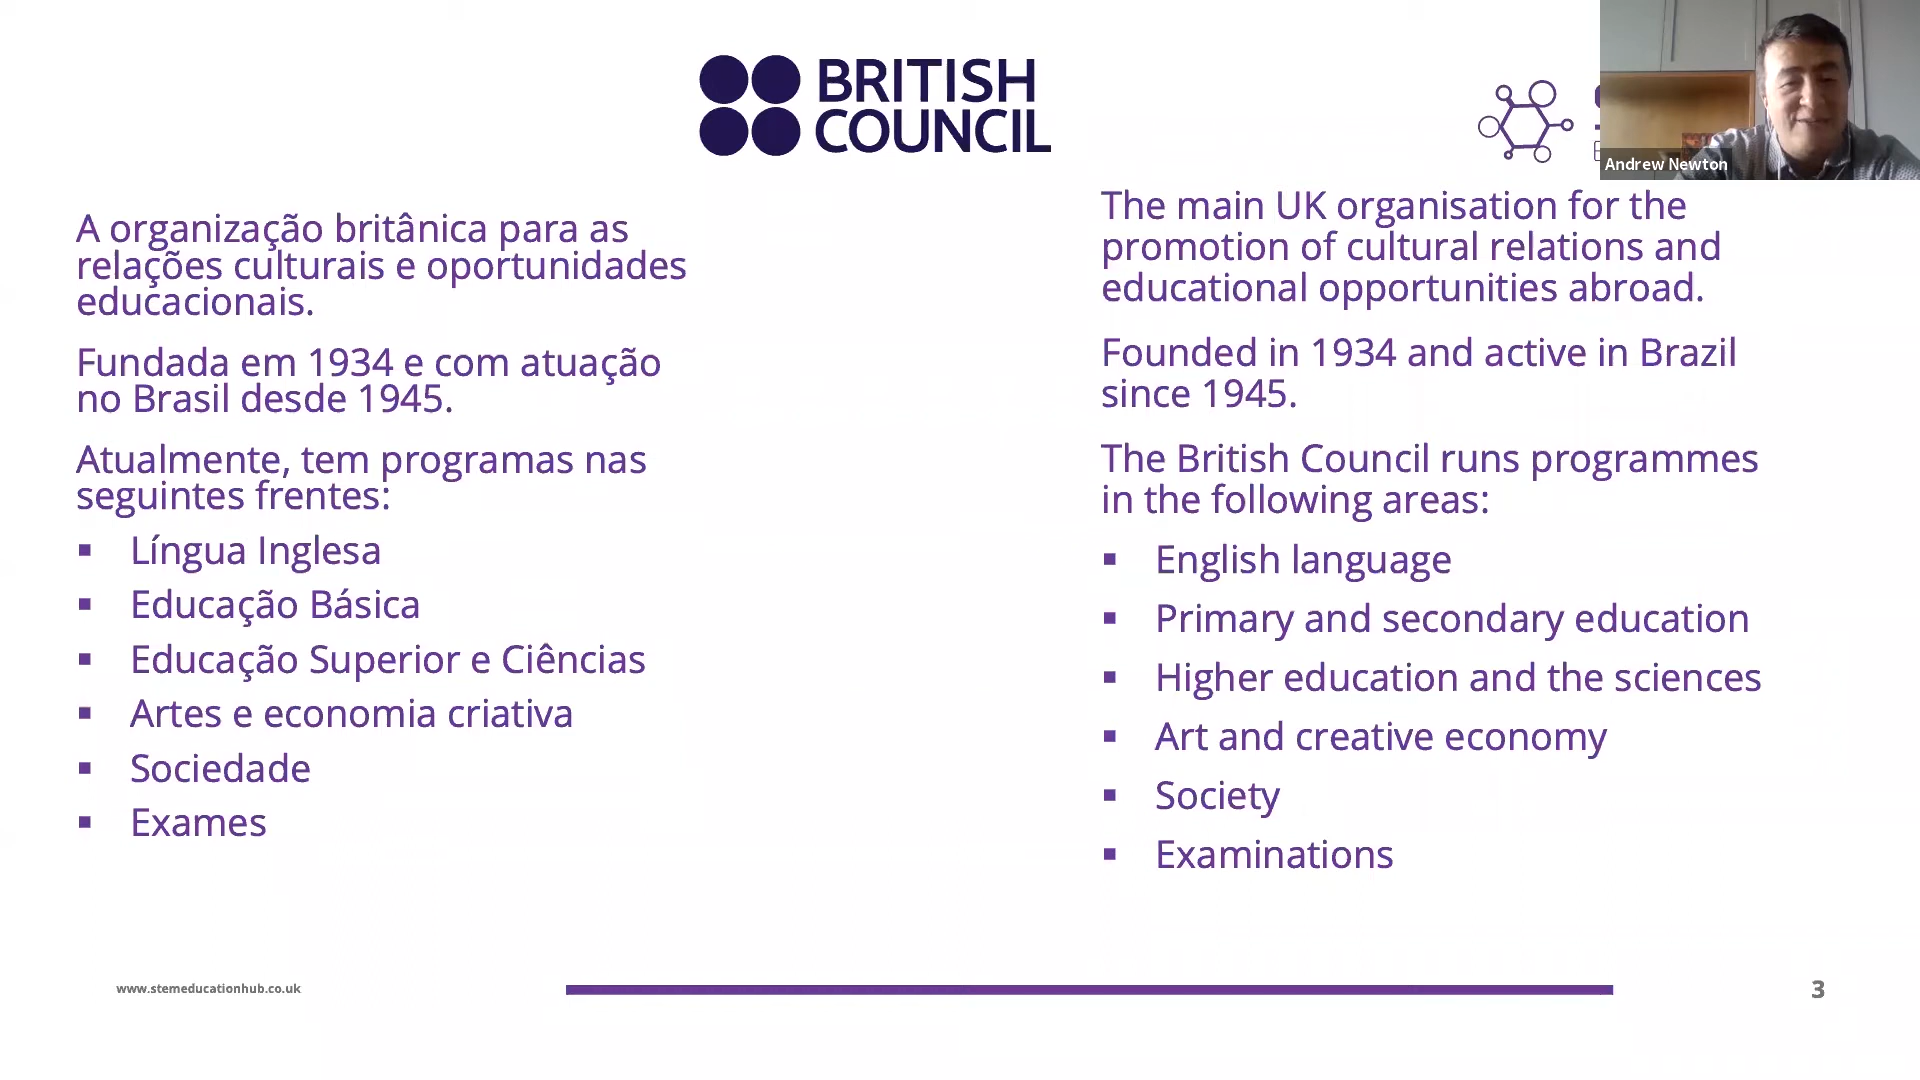 BRITISH
COUNCIL
Andrew Newton
A organização britânica para as
relações culturais e oportunidades
educacionais.
Fundada em 1934 e com atuação
no Brasil desde 1945.
Atualmente, tem programas nas
seguintes frentes:
▪ Língua Inglesa
▪ Educação Básica
▪ Educação Superior e Ciências
▪ Artes e economia criativa
▪ Sociedade
▪ Exames
The main UK organisation for the
promotion of cultural relations and
educational opportunities abroad.
Founded in 1934 and active in Brazil
since 1945.
The British Council runs programmes
in the following areas:
▪ English language
▪ Primary and secondary education
▪ Higher education and the sciences
▪ Art and creative economy
▪ Society
▪ Examinations
www.stemeducationhub.co.uk
3